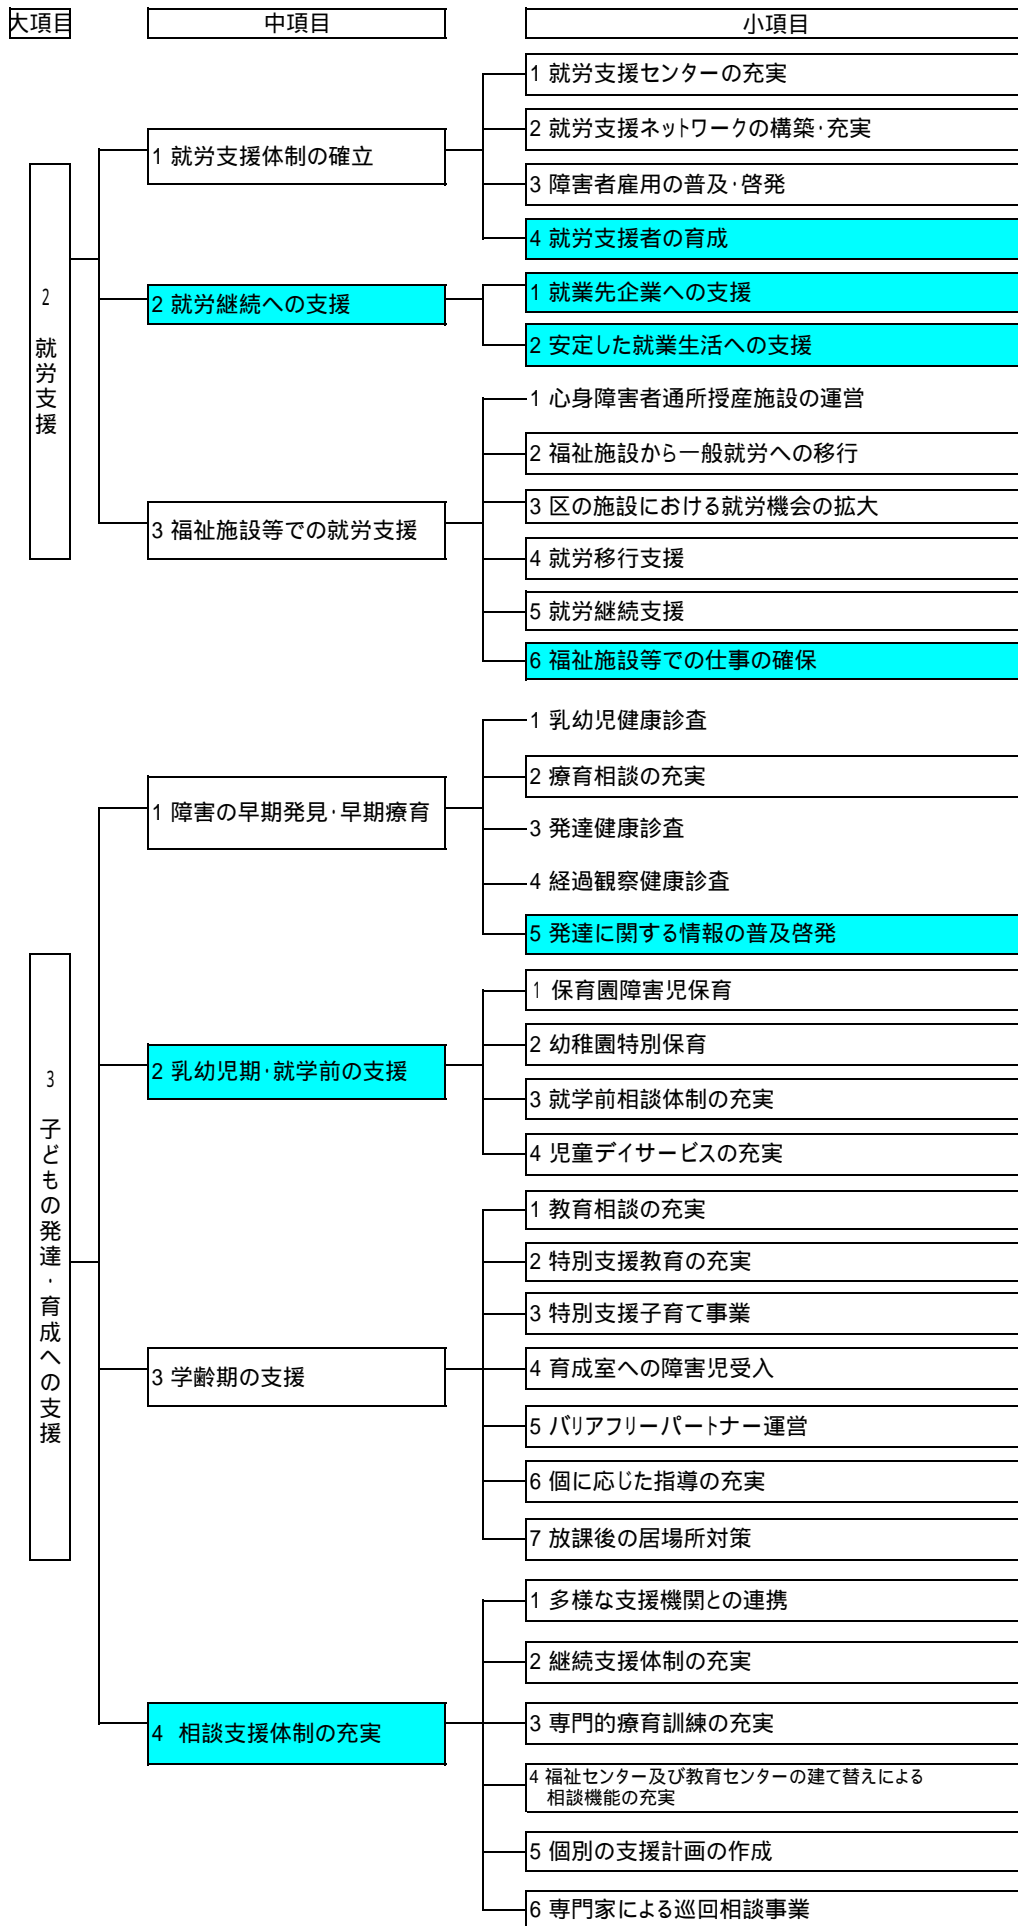 大項目
中項目
小項目
2 就労支援
1 就労支援体制の確立
1 就労支援センターの充実
2 就労支援ネットワークの構築・充実
3 障害者雇用の普及・啓発
4 就労支援者の育成
2 就労継続への支援
1 就業先企業への支援
2 安定した就業生活への支援
3 福祉施設等での就労支援
1 心身障害者通所授産施設の運営
2 福祉施設から一般就労への移行
3 区の施設における就労機会の拡大
4 就労移行支援
5 就労継続支援
6 福祉施設等での仕事の確保
3 子どもの発達・育成への支援
1 障害の早期発見・早期療育
1 乳幼児健康診査
2 療育相談の充実
3 発達健康診査
4 経過観察健康診査
5 発達に関する情報の普及啓発
2 乳幼児期・就学前の支援
1 保育園障害児保育
2 幼稚園特別保育
3 就学前相談体制の充実
4 児童デイサービスの充実
3 学齢期の支援
1 教育相談の充実
2 特別支援教育の充実
3 特別支援子育て事業
4 育成室への障害児受入
5 バリアフリーパートナー運営
6 個に応じた指導の充実
7 放課後の居場所対策
4 相談支援体制の充実
1 多様な支援機関との連携
2 継続支援体制の充実
3 専門的療育訓練の充実
4 福祉センター及び教育センターの建て替えによる
相談機能の充実
5 個別の支援計画の作成
6 専門家による巡回相談事業